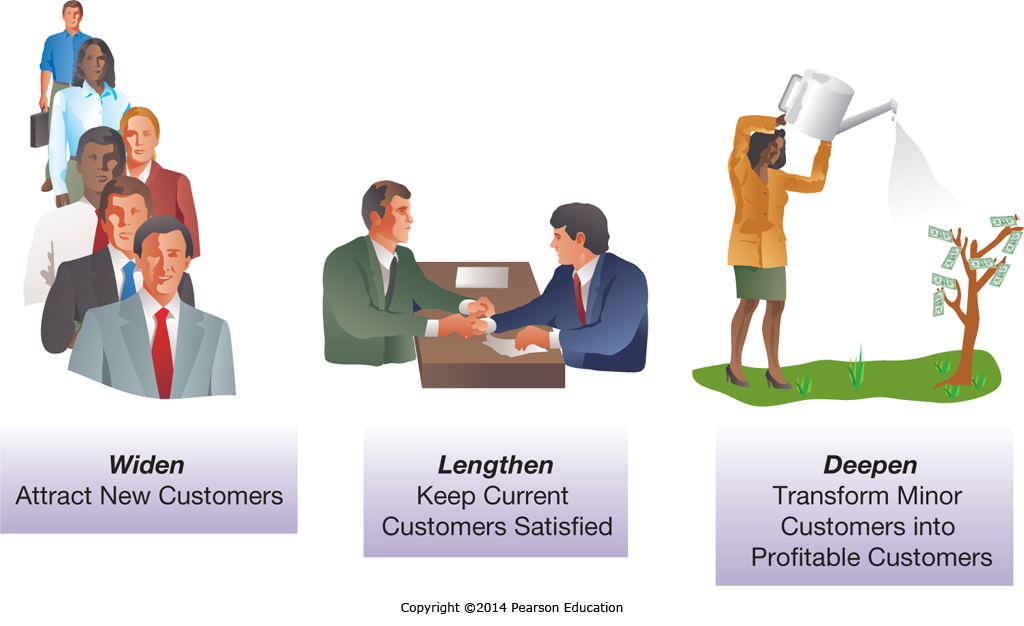 Widen
Attract New Customers
Lengthen
Keep Current
Customers Satisfied
Deepen
Transform Minor
Customers into
Profitable Customers
Copyright ©2014 Pearson Education